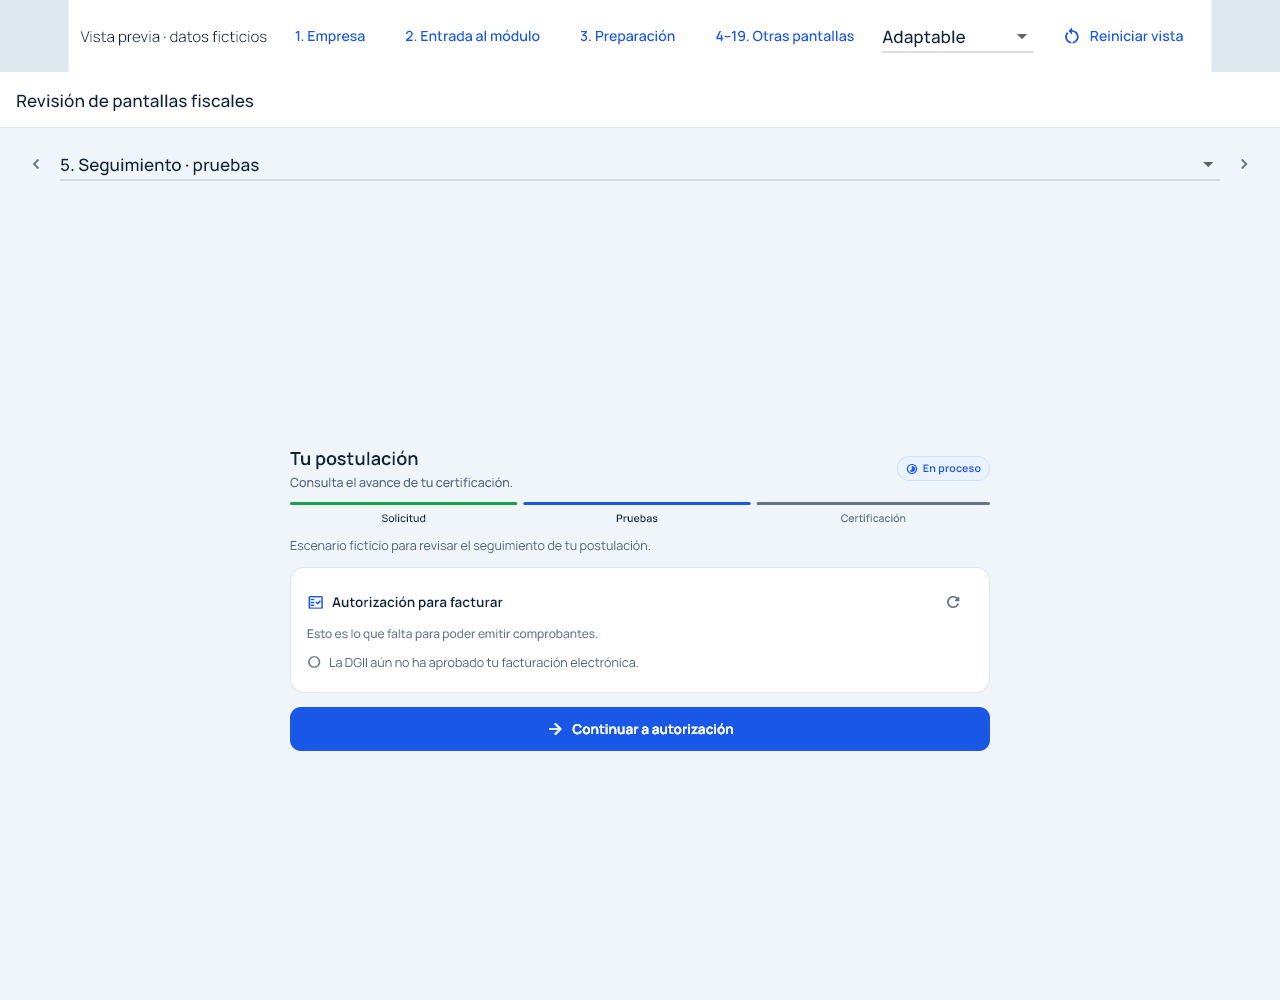 Vista previa · datos ficticios
1. Empresa
2. Entrada al módulo
3. Preparación
4–19. Otras pantallas
Adaptable
Reiniciar vista
Revisión de pantallas fiscales
5. Seguimiento · pruebas
Tu postulación
Consulta el avance de tu certificación.
En proceso
Solicitud
Pruebas
Certificación
Escenario ficticio para revisar el seguimiento de tu postulación.
Autorización para facturar
Esto es lo que falta para poder emitir comprobantes.
La DGII aún no ha aprobado tu facturación electrónica.
Continuar a autorización